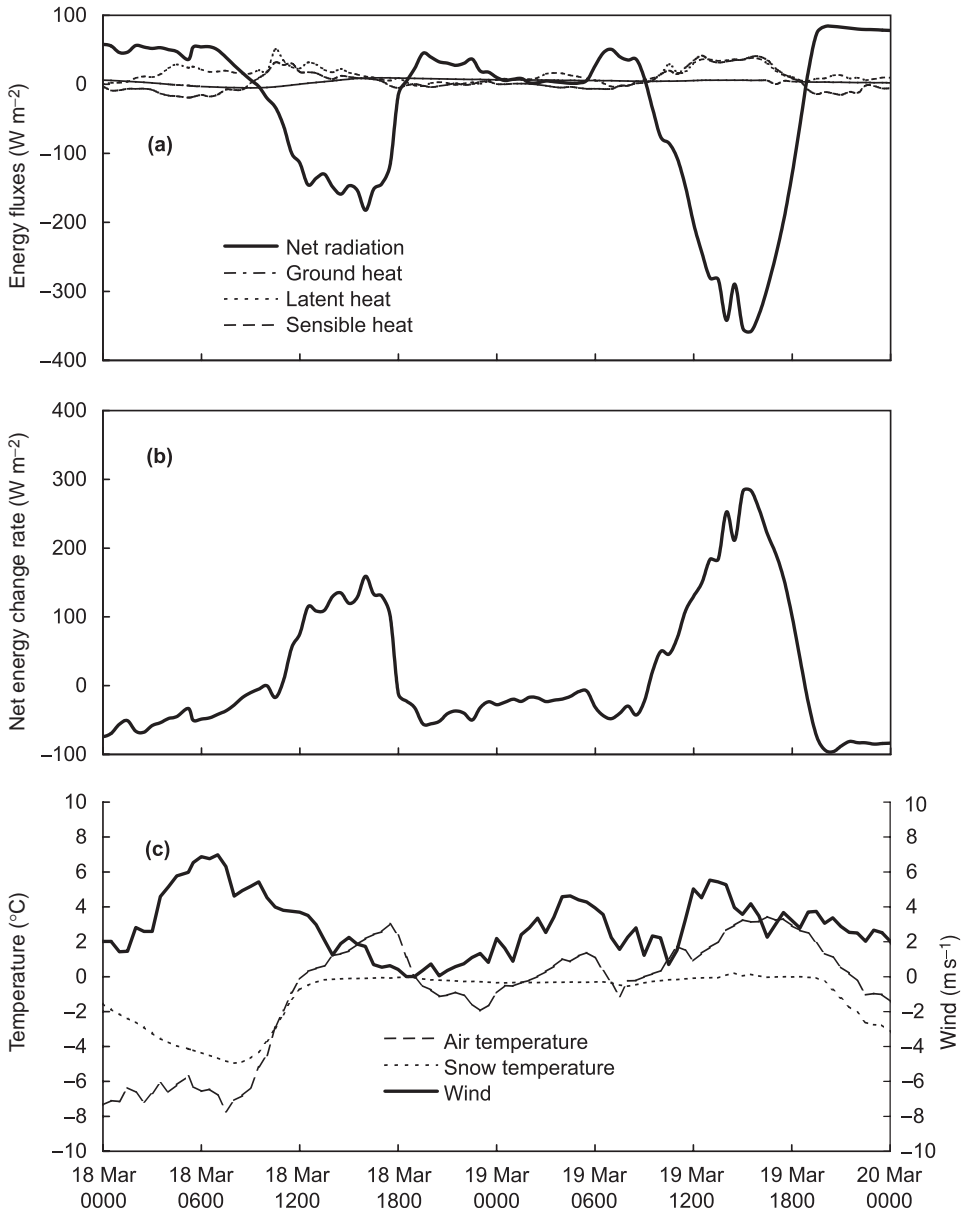 100
0
–100
–200
–300
–400
Energy fluxes (W m–2)
(a)
Net radiation
Ground heat
Latent heat
Sensible heat
400
300
200
100
0
–100
Net energy change rate (W m–2)
(b)
10
8
6
4
2
0
–2
–4
–6
–8
–10
Temperature (°C)
(c)
Air temperature
Snow temperature
Wind
10
8
6
4
2
0
–2
–4
–6
–8
–10
Wind (m s–1)
18 Mar 18 Mar 18 Mar 18 Mar 19 Mar 19 Mar 19 Mar 19 Mar 20 Mar
0000 0600 1200 1800 0000 0600 1200 1800 0000